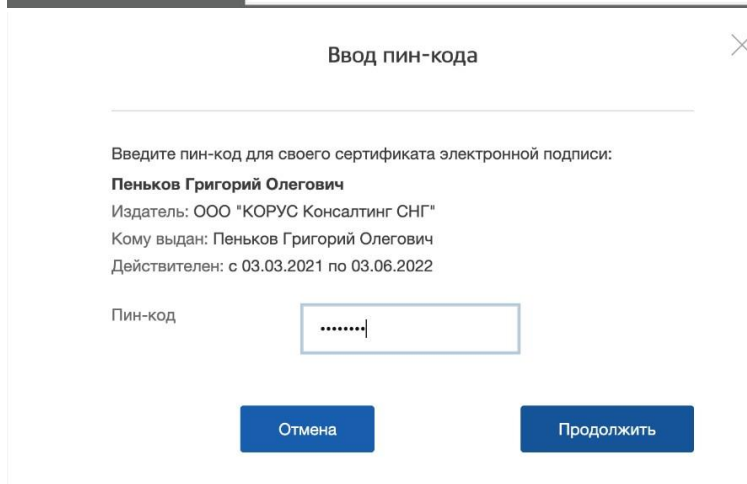 Ввод пин-кода
Введите пин-код для своего сертификата электронной подписи:
Пеньков Григорий Олегович
Издатель: ООО "КОРУС Консалтинг СНГ"
Кому выдан: Пеньков Григорий Олегович
Действителен: с 03.03.2021 по 03.06.2022
Пин-код
••••••••
Отмена
Продолжить